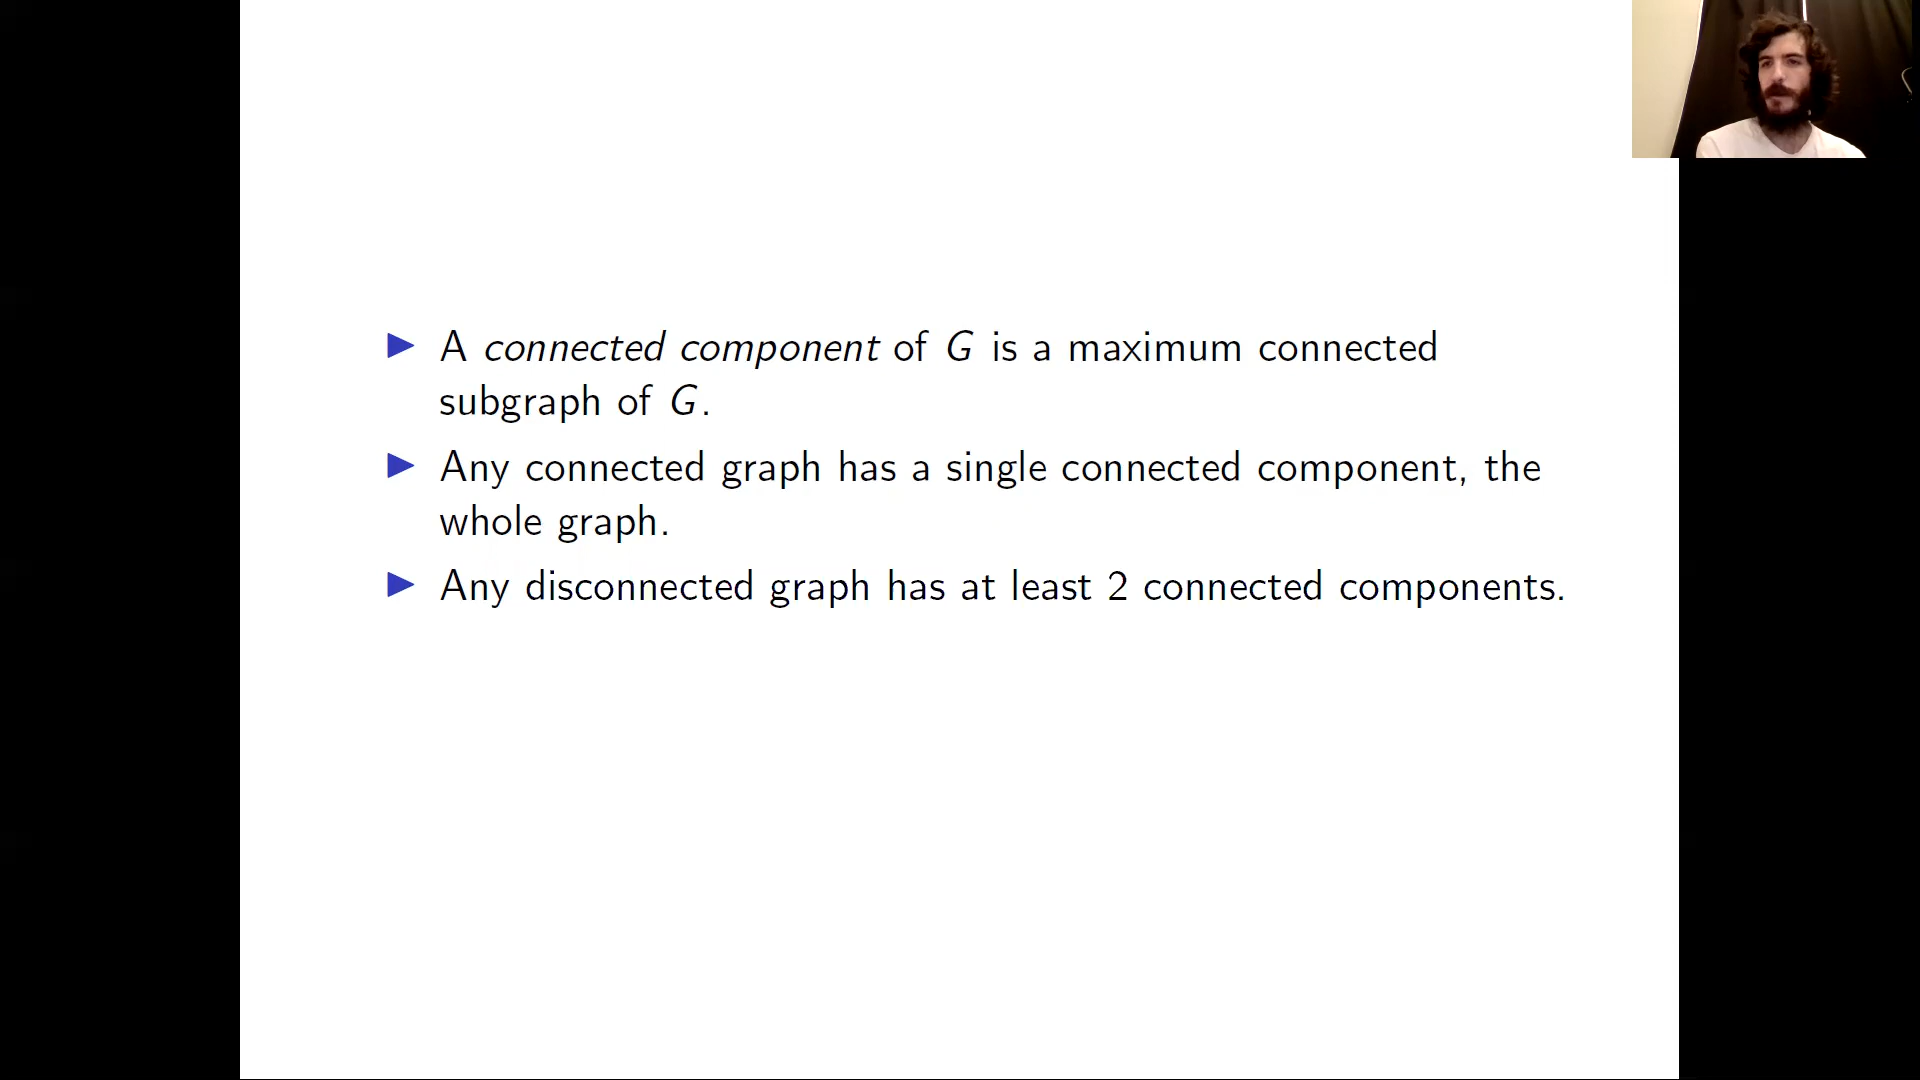 ▶ A connected component of G is a maximum connected
subgraph of G.
▶ Any connected graph has a single connected component, the
whole graph.
▶ Any disconnected graph has at least 2 connected components.